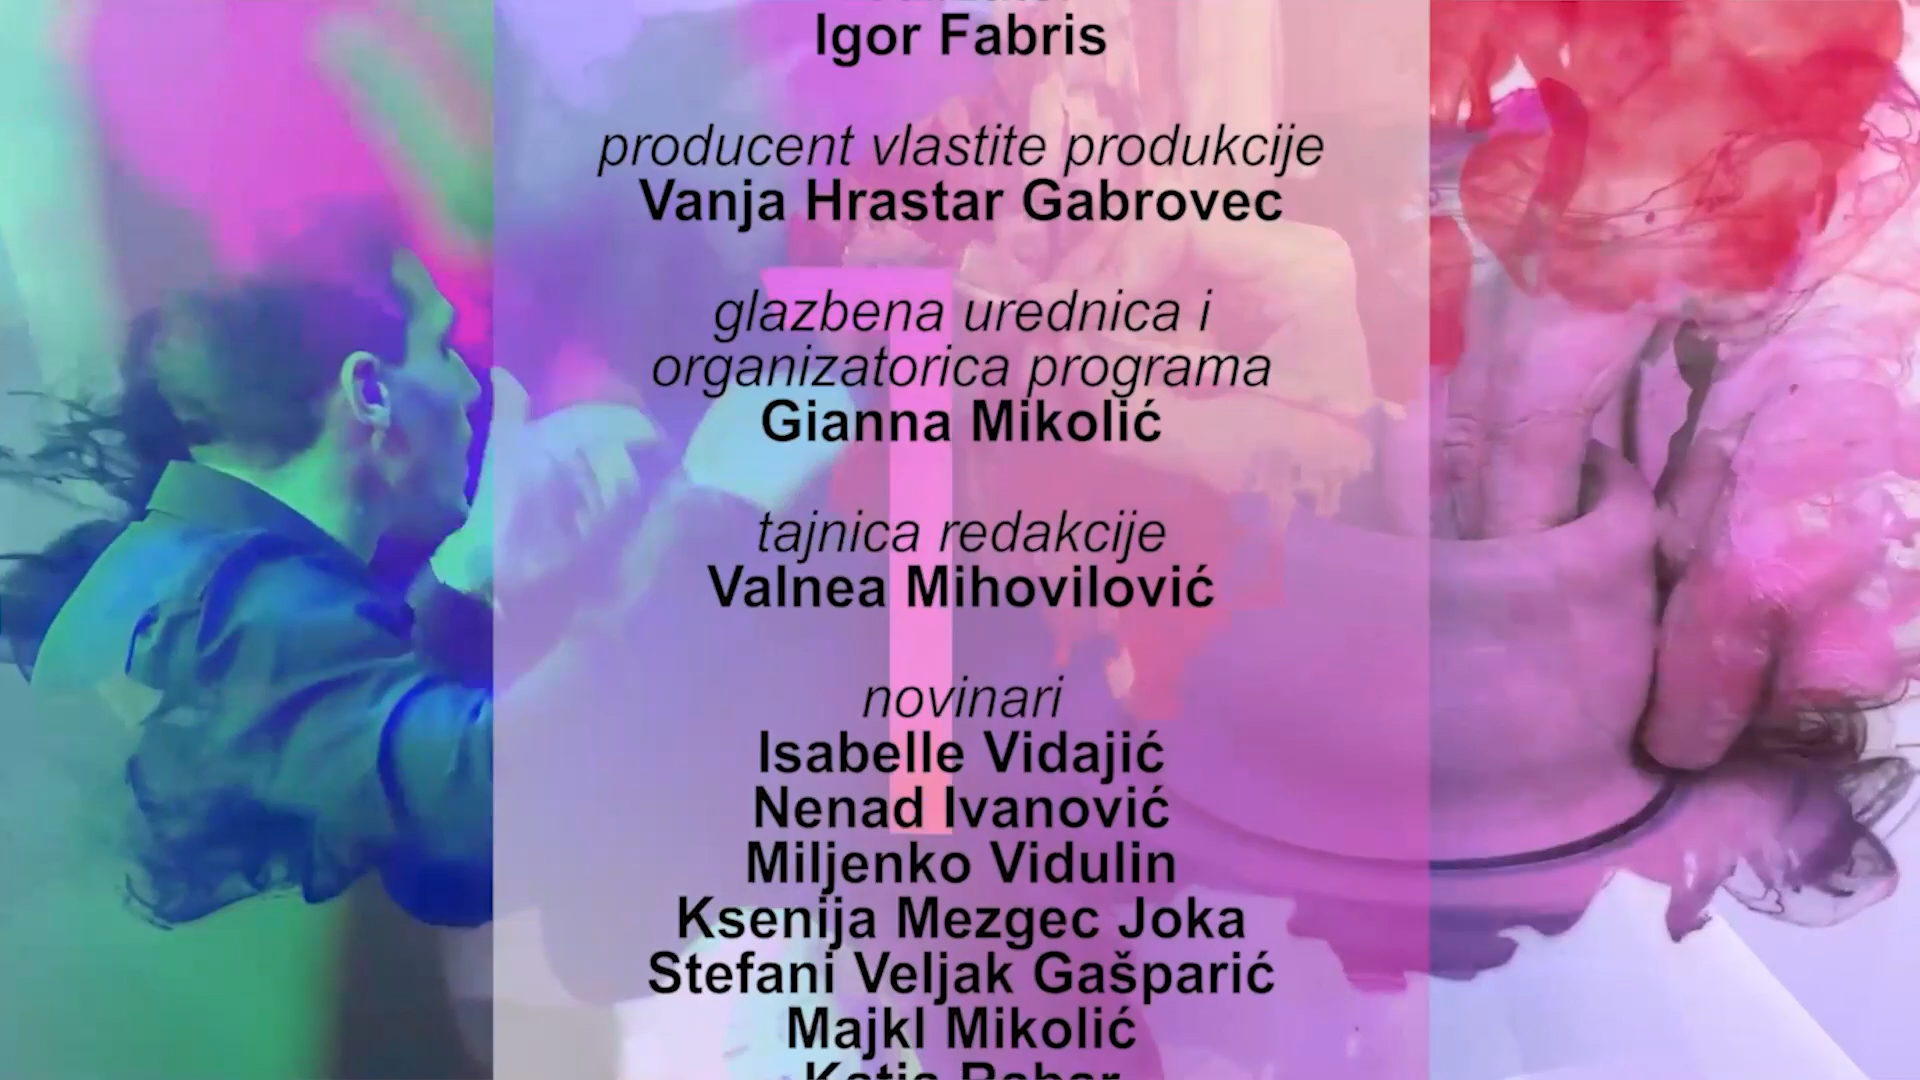 Igor Fabris
producent vlastite produkcije
Vanja Hrastar Gabrovec
glazbena urednica i
organizatorica programa
Gianna Mikolić
tajnica redakcije
Valnea Mihovilović
novinari
Isabelle Vidajić
Nenad Ivanović
Miljenko Vidulin
Ksenija Mezgec Joka
Stefani Veljak Gašparić
Majkl Mikolić